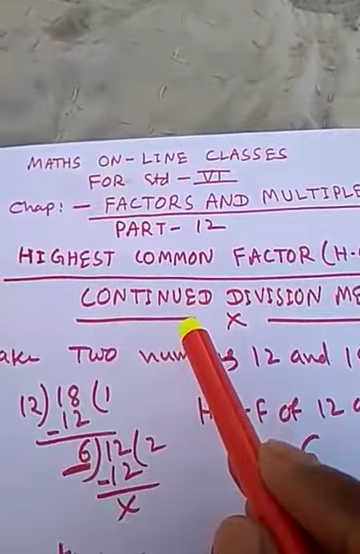 MATHS ON-LINE CLASSES
FOR Std - VI
Chap:- FACTORS AND MULTIPLE
PART- 12
HIGHEST COMMON FACTOR (H.
CONTINUED DIVISION ME
X
TWO 12 and 1
12) 18 (1
-12
6) 12 (2
-12
X
F OF 12